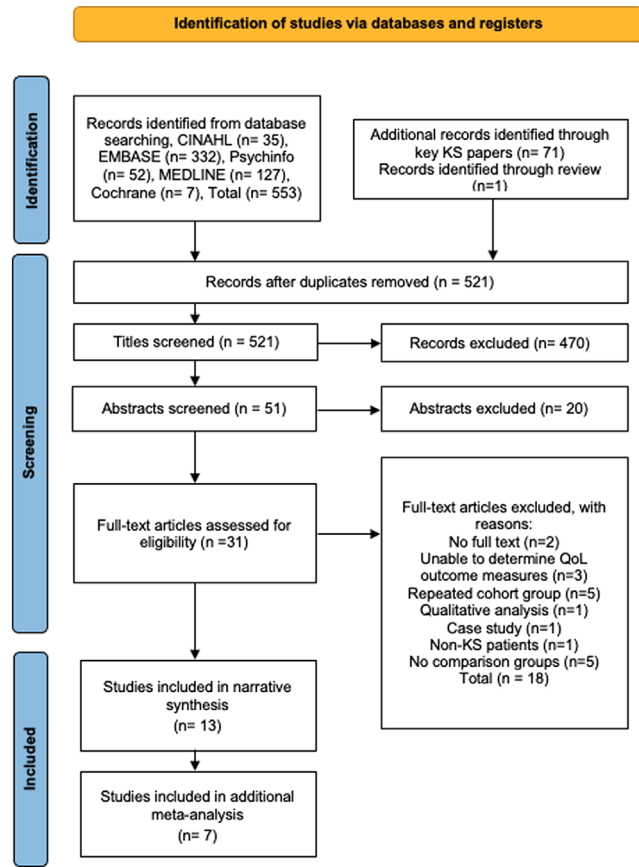 Identification of studies via databases and registers
Identification
Records identified from database
searching, CINAHL (n= 35),
EMBASE (n= 332), Psychinfo
(n= 52), MEDLINE (n= 127),
Cochrane (n= 7), Total (n= 553)
Additional records identified through
key KS papers (n= 71)
Records identified through review
(n=1)
Screening
Records after duplicates removed (n = 521)
Titles screened (n = 521)
Records excluded (n= 470)
Abstracts screened (n = 51)
Abstracts excluded (n= 20)
Full-text articles assessed for
eligibility (n =31)
Full-text articles excluded, with
reasons:
No full text (n=2)
Unable to determine QoL
outcome measures (n=3)
Repeated cohort group (n=5)
Qualitative analysis (n=1)
Case study (n=1)
Non-KS patients (n=1)
No comparison groups (n=5)
Total (n = 18)
Included
Studies included in narrative
synthesis
(n= 13)
Studies included in additional
meta-analysis
(n= 7)